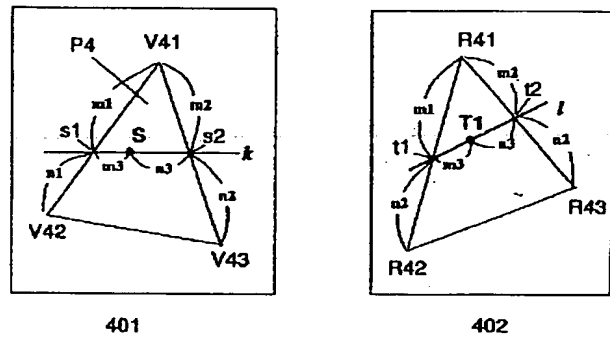 P4 V41
m1 m2
s1 S s2 k
n1 m3 n3 n2
V42 V43
401
R41
m1 m2 t2
T1 l
t1 m3 n3 n2
n2 R43
R42
402